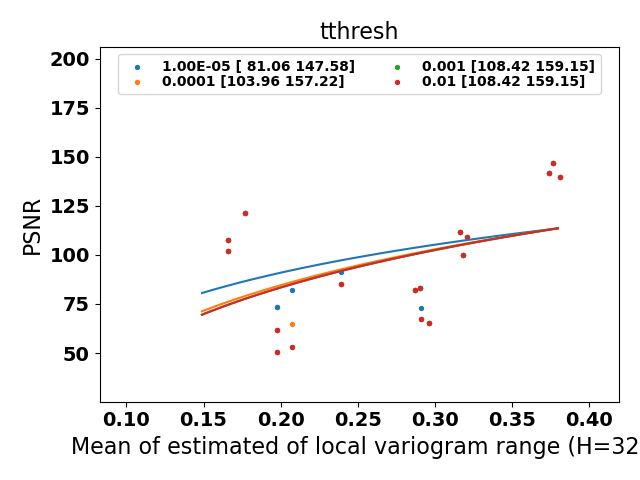 tthresh
1.00E-05 [ 81.06 147.58]
0.0001 [103.96 157.22]
0.001 [108.42 159.15]
0.01 [108.42 159.15]
PSNR
200
175
150
125
100
75
50
0.10 0.15 0.20 0.25 0.30 0.35 0.40
Mean of estimated of local variogram range (H=32